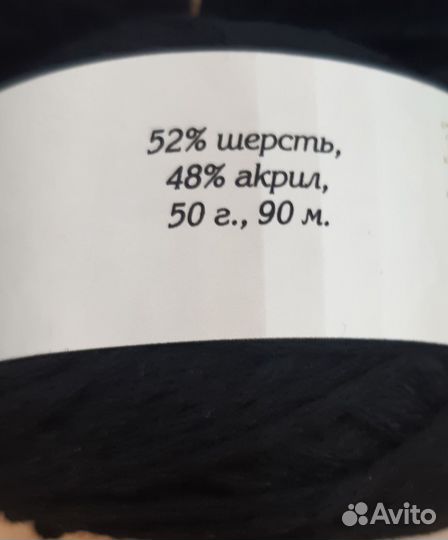 52% шерсть,
48% акрил,
50 г., 90 м.
Avito